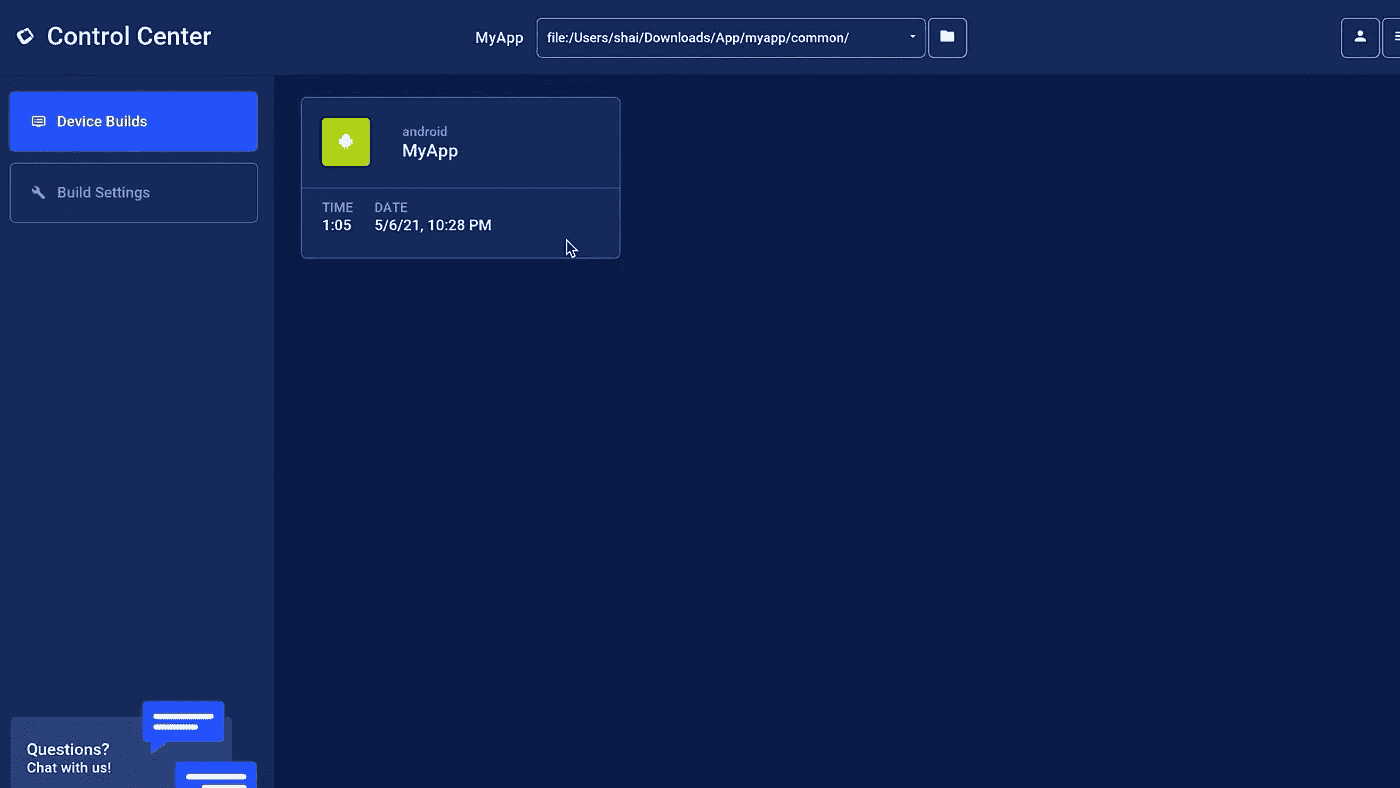 Control Center
MyApp file:/Users/shai/Downloads/App/myapp/common/
Device Builds
Build Settings
android
MyApp
TIME DATE
1:05 5/6/21, 10:28 PM
Questions?
Chat with us!